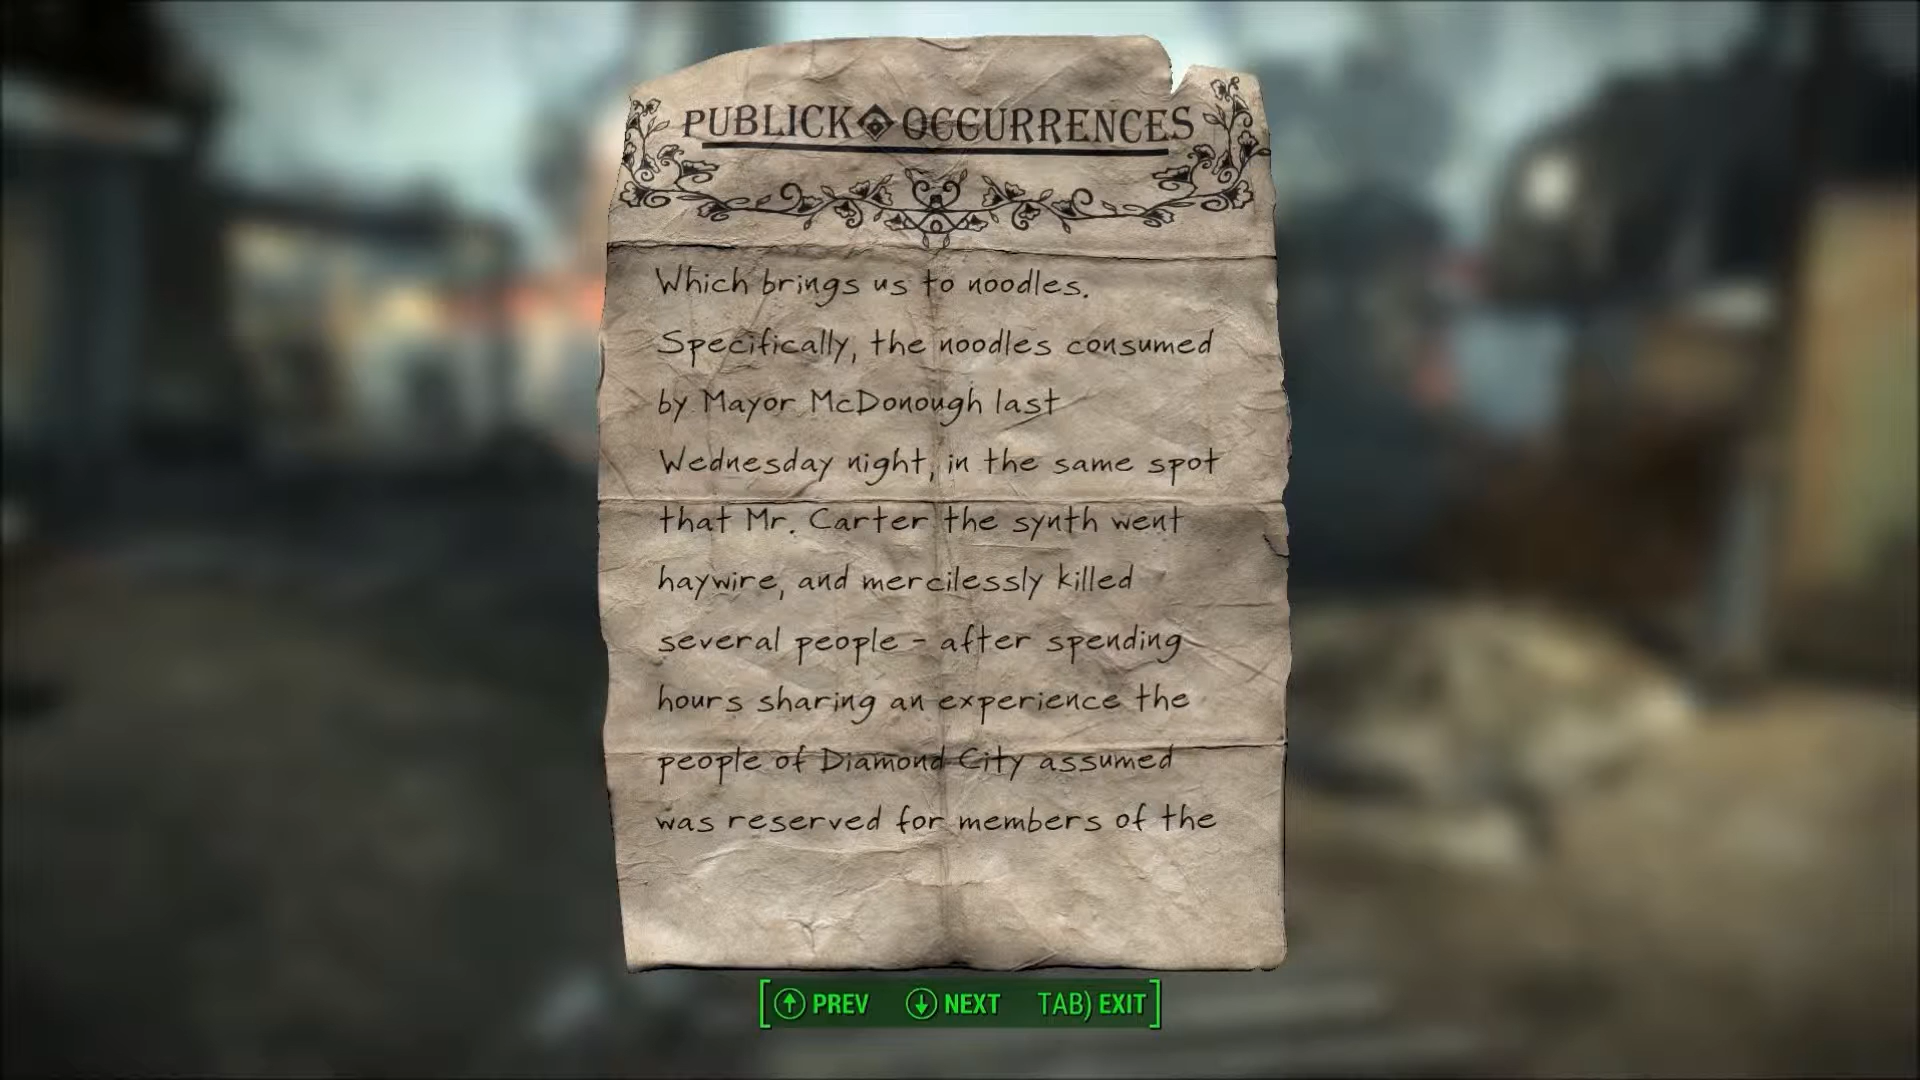 PUBLICK OCCURRENCES
Which brings us to noodles.
Specifically, the noodles consumed
by Mayor McDonough last
Wednesday night, in the same spot
that Mr. Carter the synth went
haywire, and mercilessly killed
several people - after spending
hours sharing an experience the
people of Diamond City assumed
was reserved for members of the
PREV NEXT TAB) EXIT